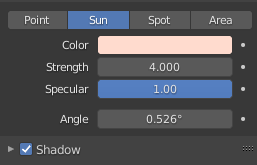 Point Sun Spot Area
Color
Strength 4.000
Specular 1.00
Angle 0.526°
Shadow